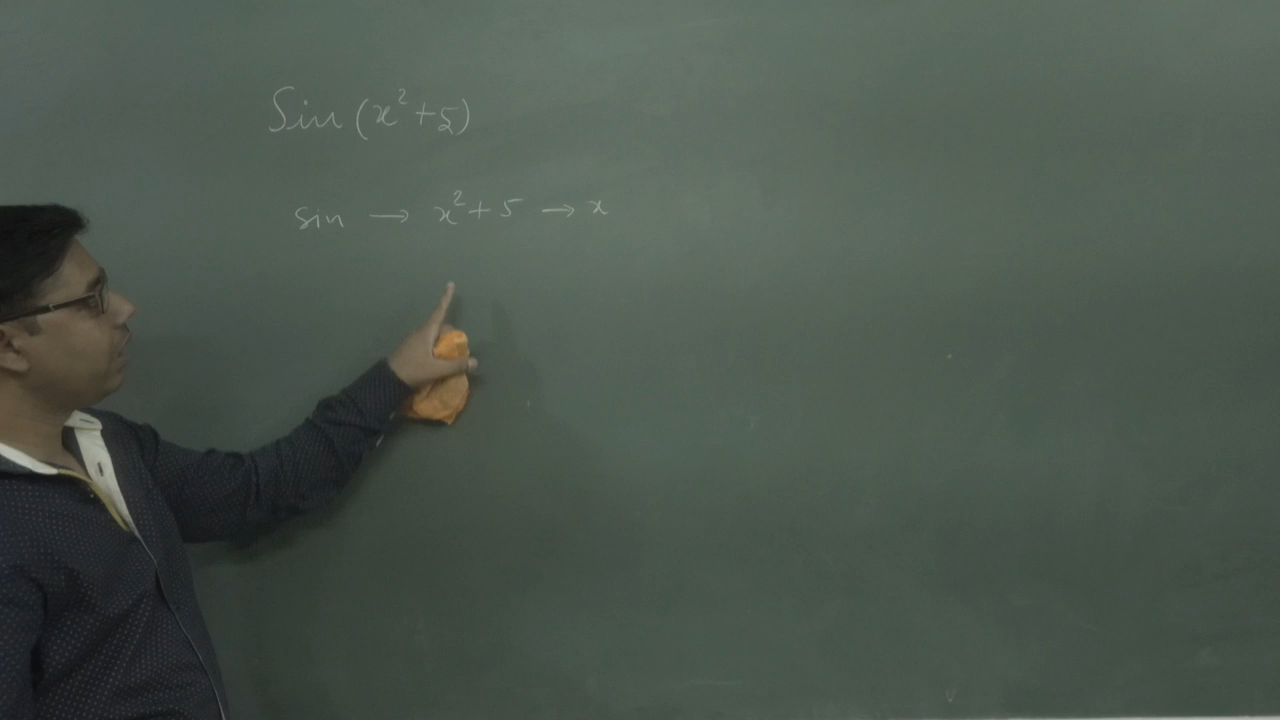 Sin (x²+5)
sin → x²+5 → x